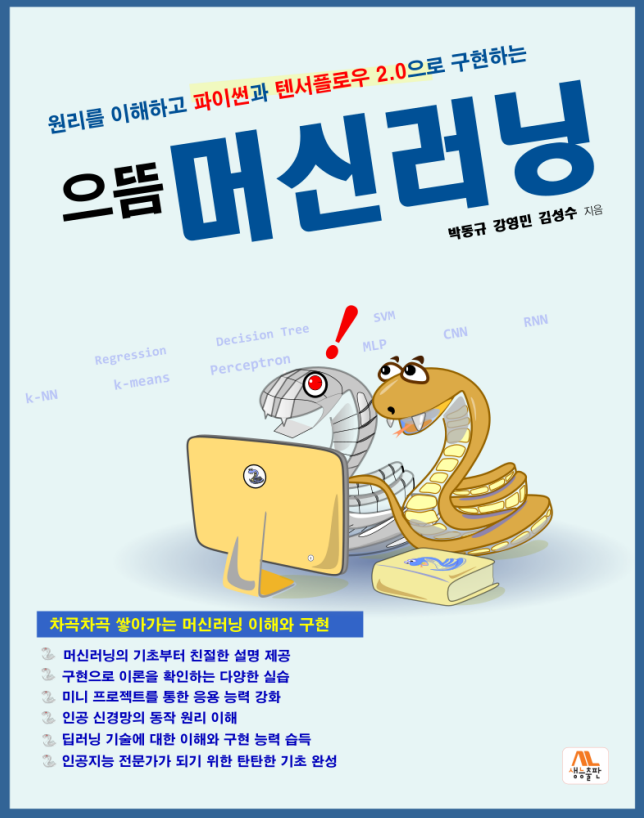 원리를 이해하고 파이썬과 텐서플로우 2.0으로 구현하는
으뜸 머신러닝
박동규 강영민 김성수 지음
SVM
RNN
Decision Tree
CNN
Regression
MLP
Perceptron
k-means
k-NN
차곡차곡 쌓아가는 머신러닝 이해와 구현
머신러닝의 기초부터 친절한 설명 제공
구현으로 이론을 확인하는 다양한 실습
미니 프로젝트를 통한 응용 능력 강화
인공 신경망의 동작 원리 이해
딥러닝 기술에 대한 이해와 구현 능력 습득
인공지능 전문가가 되기 위한 탄탄한 기초 완성
생능출판